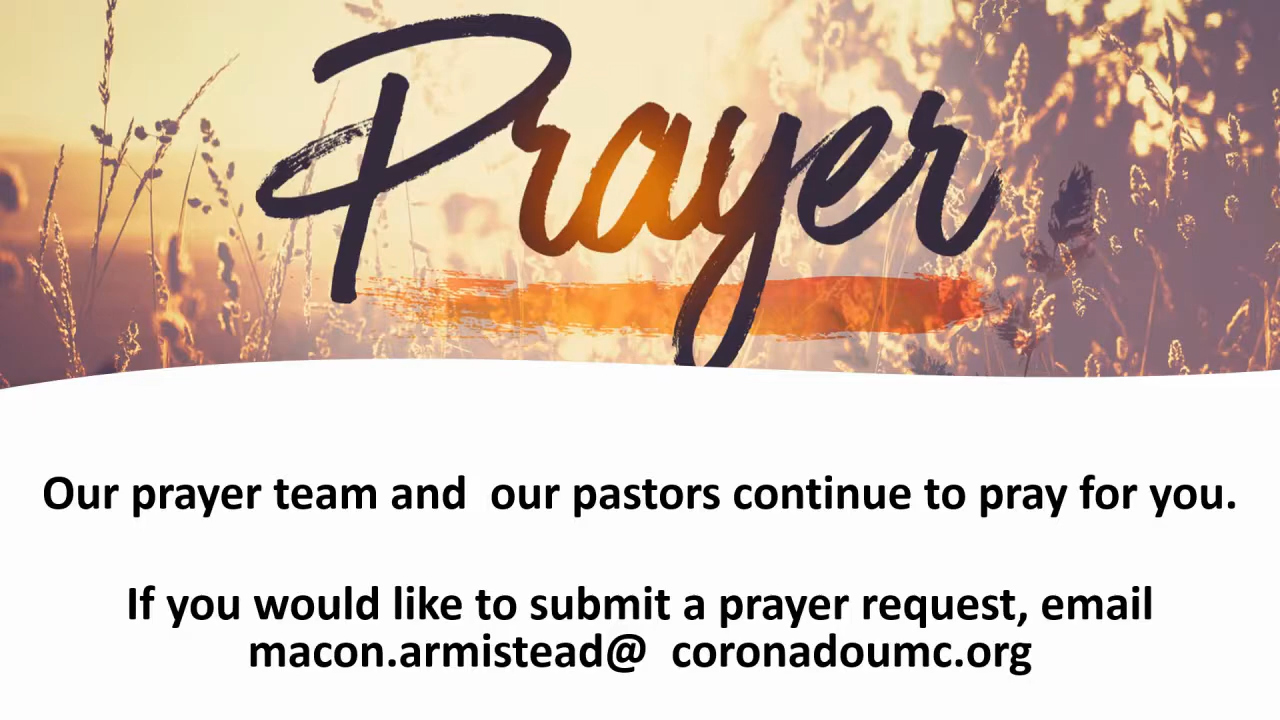 Prayer
Our prayer team and  our pastors continue to pray for you.
If you would like to submit a prayer request, email
macon.armistead@  coronadoumc.org